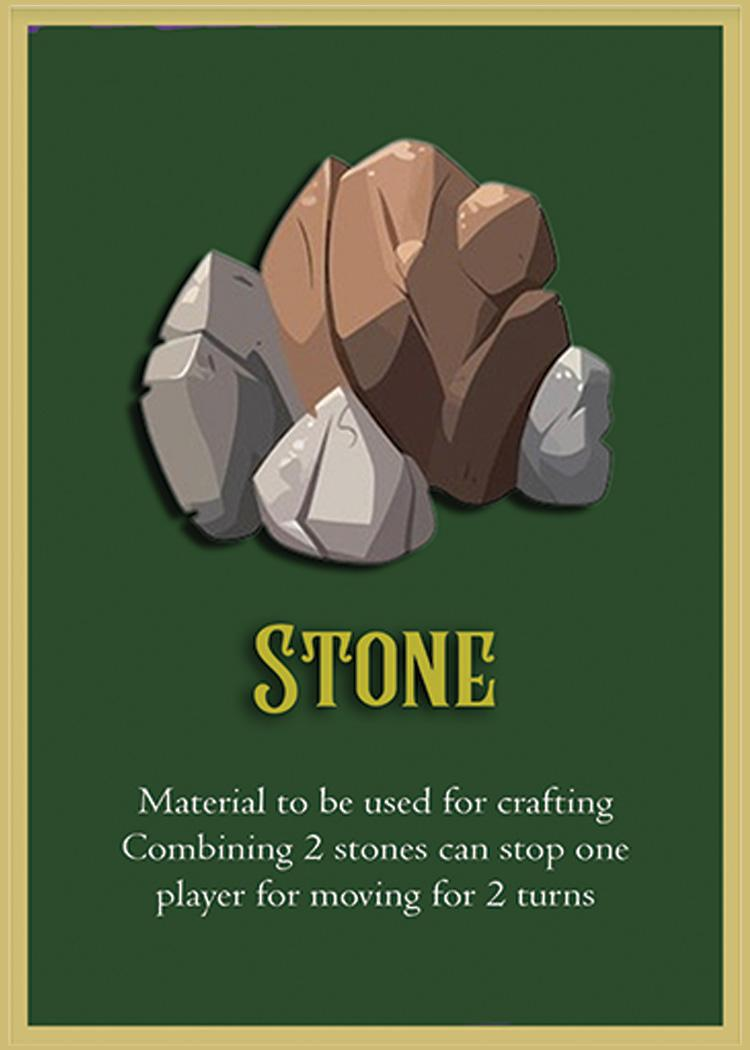 STONE
Material to be used for crafting
Combining 2 stones can stop one
player for moving for 2 turns